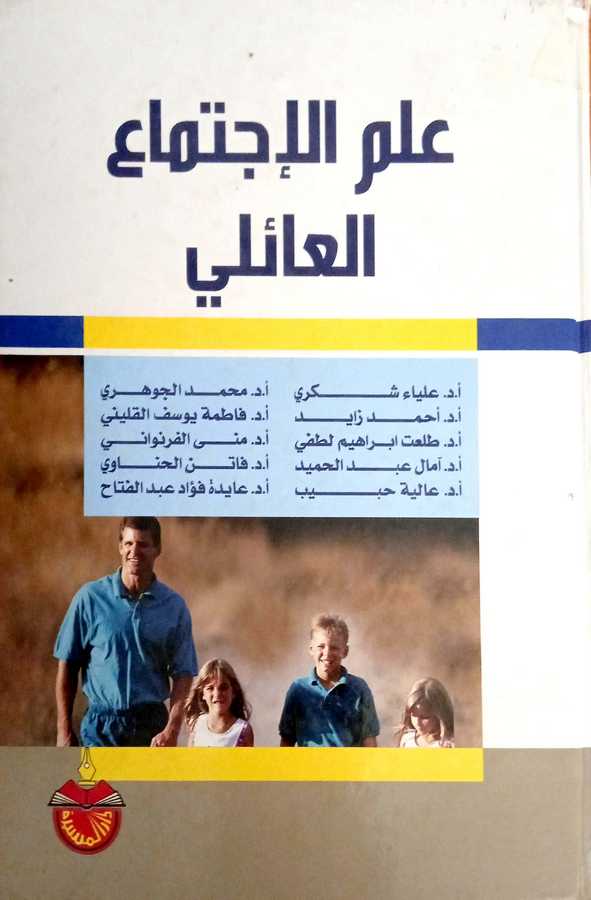 علم الإجتماع
العائلي
أ.د. علياء شكري
أ.د. أحمد زايد
أ.د. طلعت ابراهيم لطفي
أ.د. آمال عبد الحميد
أ.د. عالية حبيب
أ.د. محمد الجوهري
أ.د. فاطمة يوسف القليني
أ.د. منى الفرنواني
أ.د. فاتن الحناوي
أ.د. عايدة فؤاد عبد الفتاح
دار المسيرة